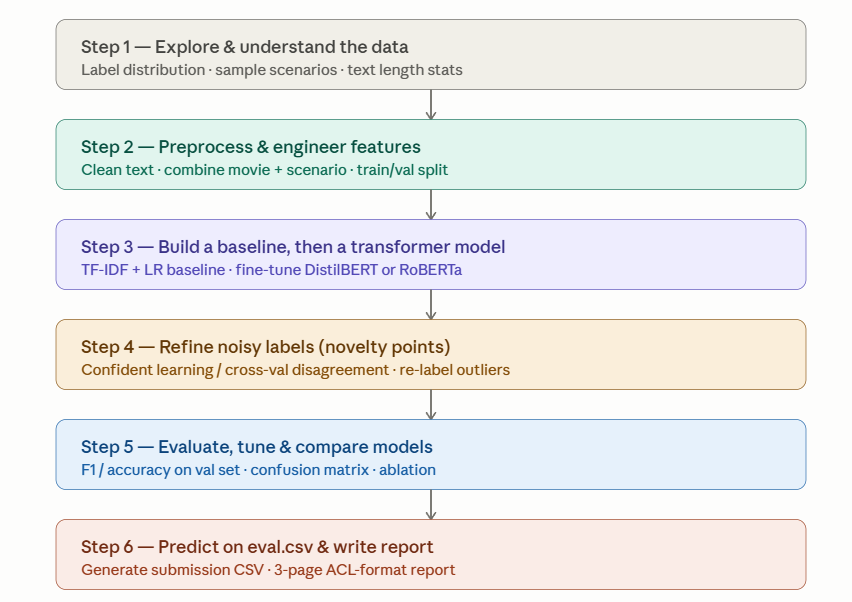 Step 1 — Explore & understand the data
Label distribution · sample scenarios · text length stats
Step 2 — Preprocess & engineer features
Clean text · combine movie + scenario · train/val split
Step 3 — Build a baseline, then a transformer model
TF-IDF + LR baseline · fine-tune DistilBERT or RoBERTa
Step 4 — Refine noisy labels (novelty points)
Confident learning / cross-val disagreement · re-label outliers
Step 5 — Evaluate, tune & compare models
F1 / accuracy on val set · confusion matrix · ablation
Step 6 — Predict on eval.csv & write report
Generate submission CSV · 3-page ACL-format report